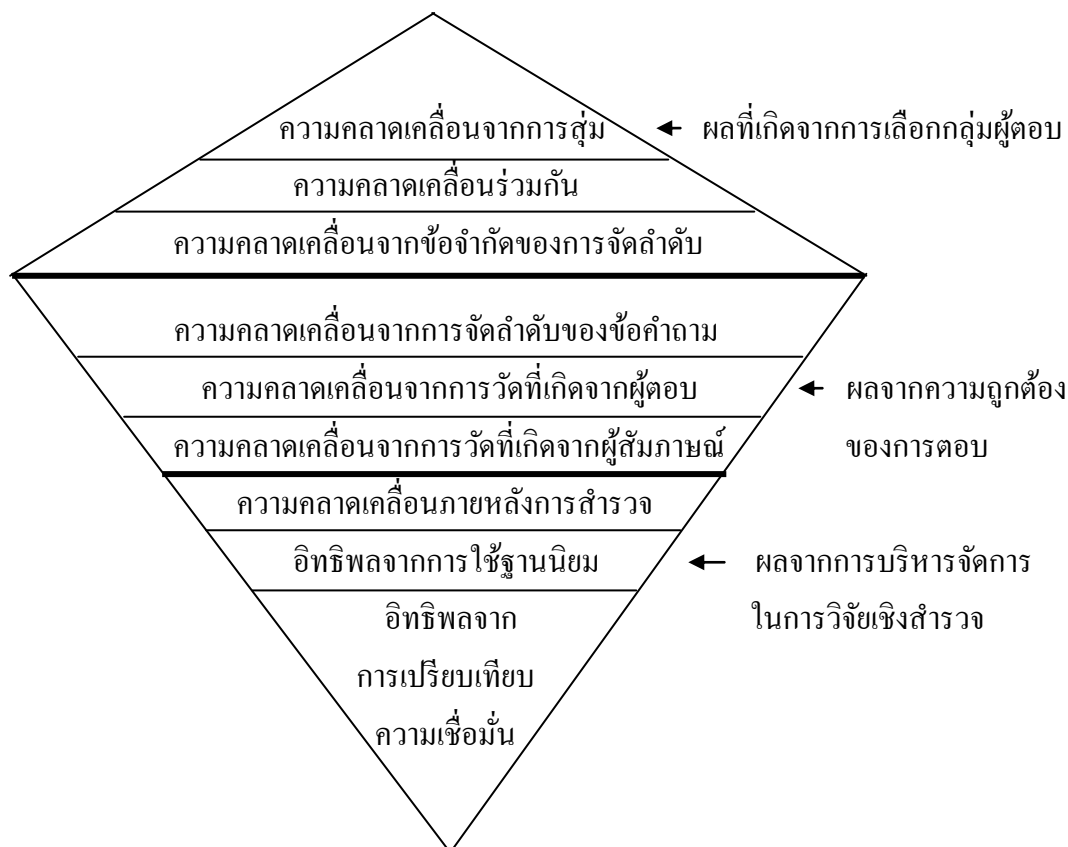 ความคลาดเคลื่อนจากการสุ่ม
ผลที่เกิดจากการเลือกกลุ่มผู้ตอบ
ความคลาดเคลื่อนร่วมกัน
ความคลาดเคลื่อนจากข้อจำกัดของการจัดลำดับ
ความคลาดเคลื่อนจากการจัดลำดับของข้อคำถาม
ความคลาดเคลื่อนจากการวัดที่เกิดจากผู้ตอบ
ผลจากความถูกต้อง
ของการตอบ
ความคลาดเคลื่อนจากการวัดที่เกิดจากผู้สัมภาษณ์
ความคลาดเคลื่อนภายหลังการสำรวจ
อิทธิพลจากการใช้ฐานนิยม
ผลจากการบริหารจัดการ
ในการวิจัยเชิงสำรวจ
อิทธิพลจาก
การเปรียบเทียบ
ความเชื่อมั่น